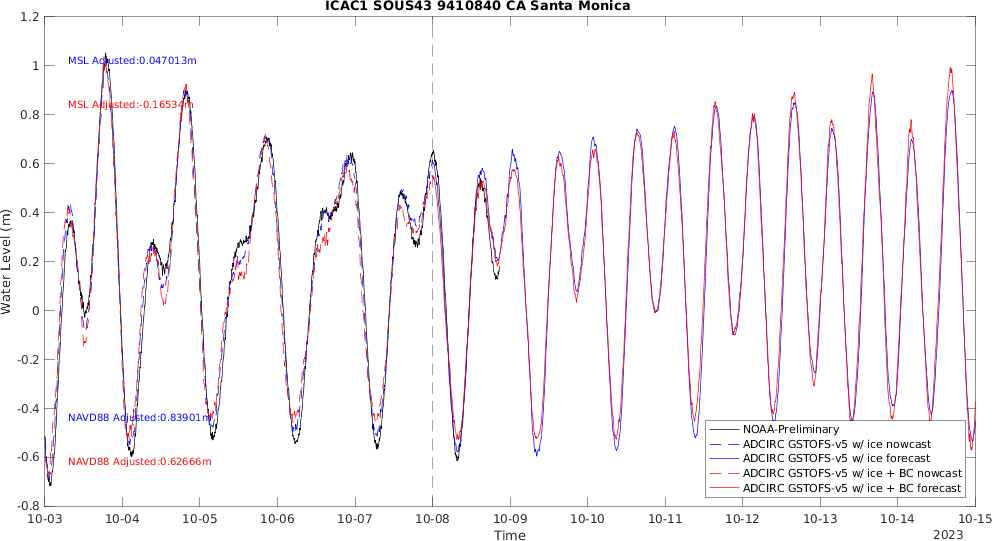 ICAC1 SOUS43 9410840 CA Santa Monica
1.2
1
0.8
0.6
0.4
0.2
0
-0.2
-0.4
-0.6
-0.8
Water Level (m)
MSL Adjusted:0.047013m
MSL Adjusted:-0.16534m
NAVD88 Adjusted:0.83901m
NAVD88 Adjusted:0.62666m
NOAA-Preliminary
ADCIRC GSTOFS-v5 w/ ice nowcast
ADCIRC GSTOFS-v5 w/ ice forecast
ADCIRC GSTOFS-v5 w/ ice + BC nowcast
ADCIRC GSTOFS-v5 w/ ice + BC forecast
10-03 10-04 10-05 10-06 10-07 10-08 10-09 10-10 10-11 10-12 10-13 10-14 10-15
Time
2023